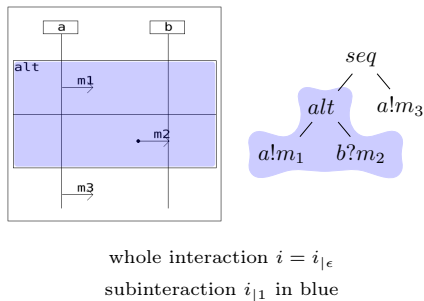 a b
alt
m1
m2
m3
seq
alt a!m₃
a!m₁ b?m₂
whole interaction i = i|ϵ
subinteraction i|1 in blue